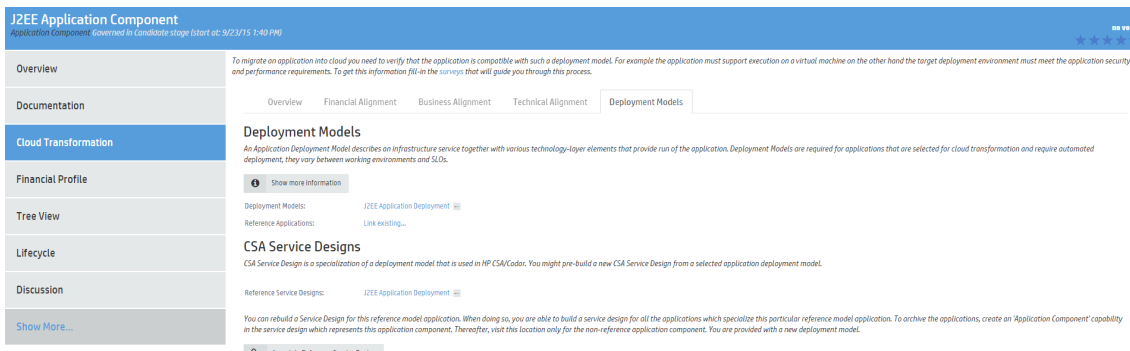 J2EE Application Component
Application Component Governed in Candidate stage (start at: 9/23/15 1:40 PM)
Overview
Documentation
Cloud Transformation
Financial Profile
Tree View
Lifecycle
Discussion
Show More...
To migrate an application into cloud you need to verify that the application is compatible with such a deployment model. For example the application must support execution on a virtual machine on the other hand the target deployment environment must meet the application security
and performance requirements. To get this information fill-in the surveys that will guide you through this process.
Overview Financial Alignment Business Alignment Technical Alignment Deployment Models
Deployment Models
An Application Deployment Model describes an infrastructure service together with various technology-layer elements that provide run of the application. Deployment Models are required for applications that are selected for cloud transformation and require automated
deployment, they vary between working environments and SLOs.
Show more information
Deployment Models: J2EE Application Deployment
Reference Applications: Link existing...
CSA Service Designs
CSA Service Design is a specialization of a deployment model that is used in HP CSA/Codar. You might pre-build a new CSA Service Design from a selected application deployment model.
Reference Service Designs: J2EE Application Deployment
You can rebuild a Service Design for this reference model application. When doing so, you are able to build a service design for all the applications which specialize this particular reference model application. To archive the applications, create an 'Application Component' capability
in the service design which represents this application component. Thereafter, visit this location only for the non-reference application component. You are provided with a new deployment model.